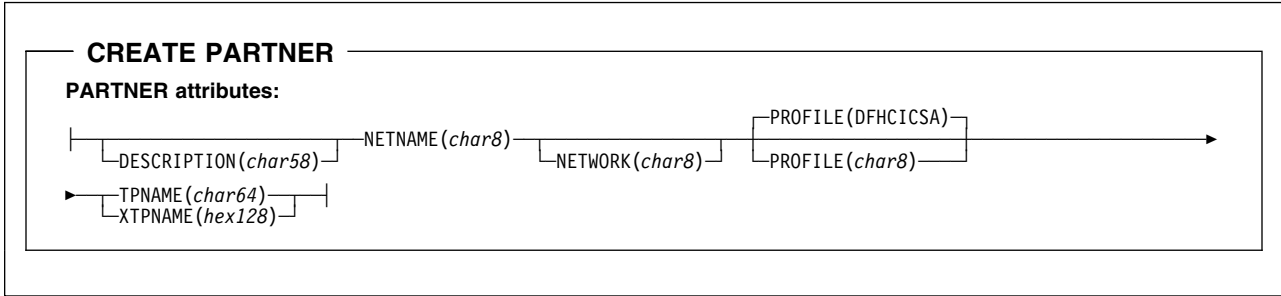 CREATE PARTNER
PARTNER attributes:
PROFILE(DFHCICSA)
NETNAME(char8)
DESCRIPTION(char58) NETWORK(char8) PROFILE(char8)
TPNAME(char64)
XTPNAME(hex128)